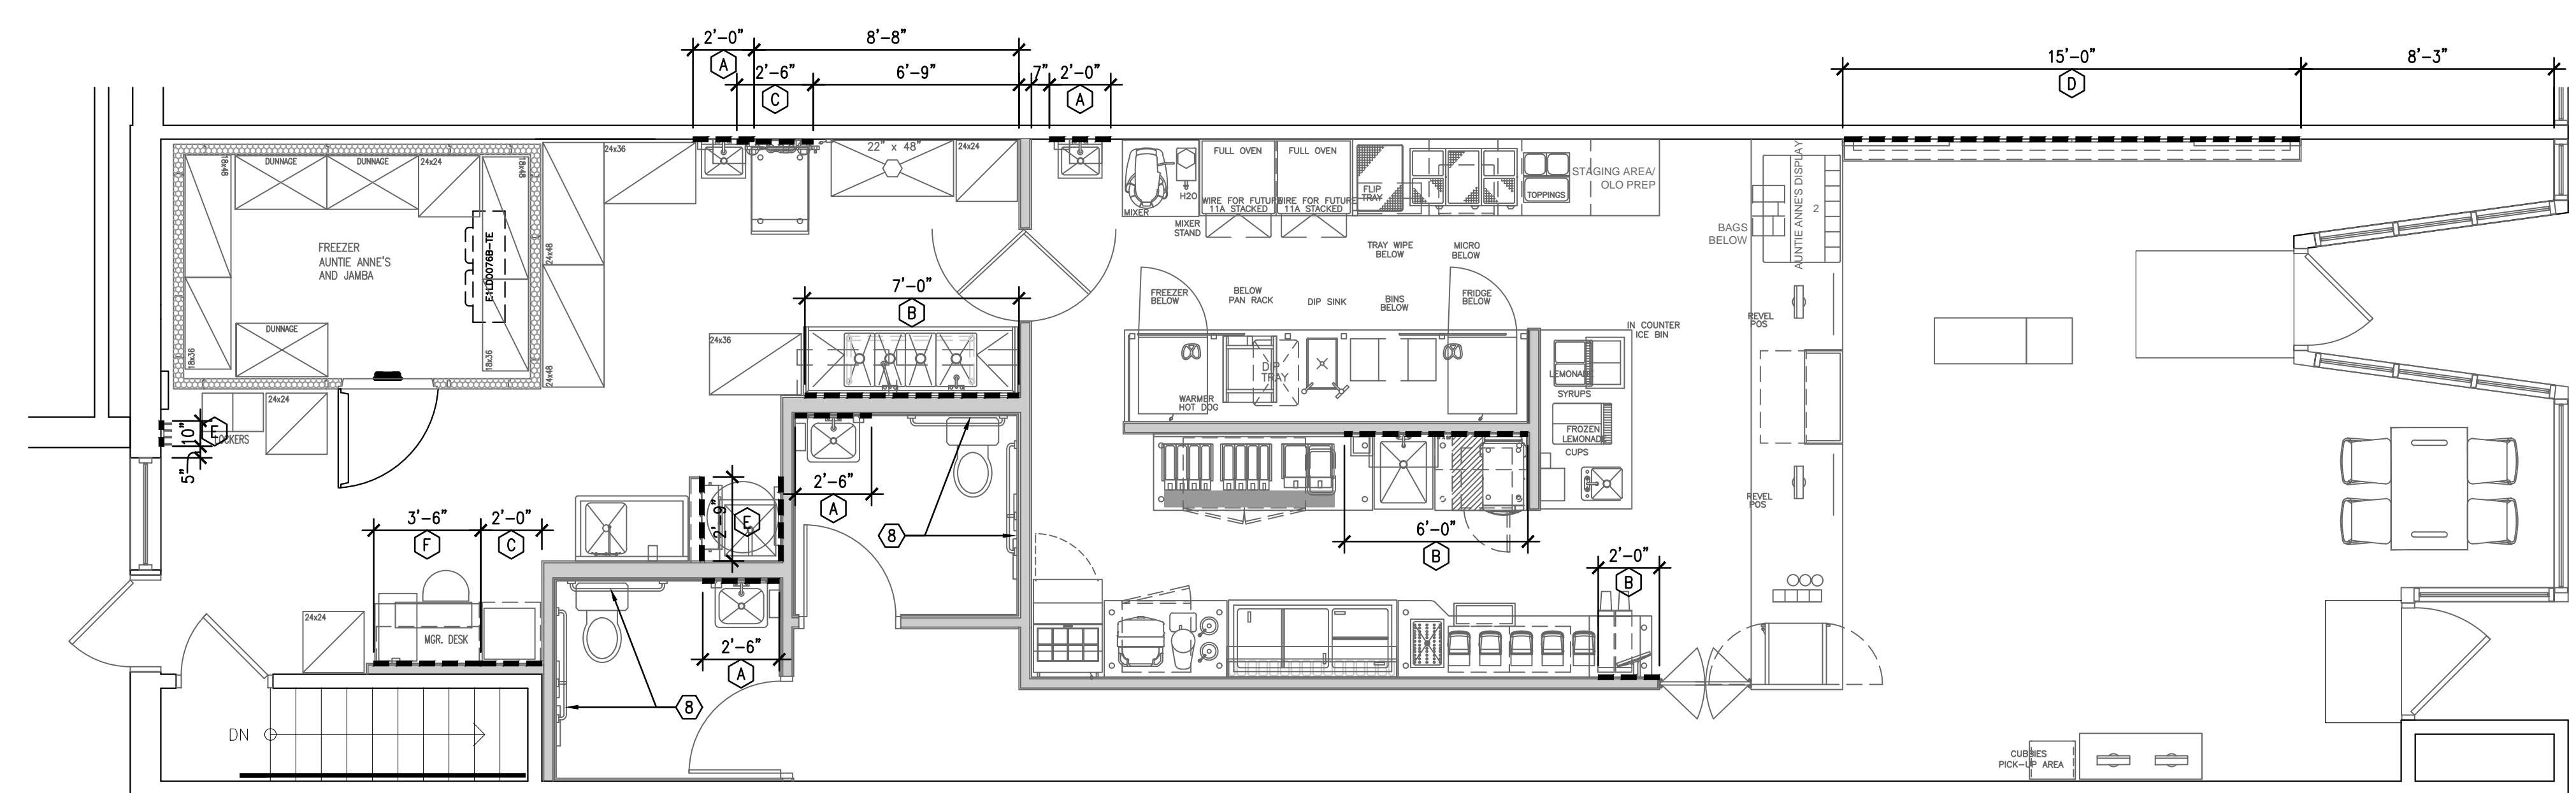 2'-0"
8'-8"
A
2'-6"
6'-9"
7"
2'-0"
C
A
15'-0"
8'-3"
D
18x48
DUNNAGE
DUNNAGE
24x24
18x48
24x36
22" x 48"
24x24
FREEZER
AUNTIE ANNE'S
AND JAMBA
E1LD0076B-TE
24x48
DUNNAGE
18x36
18x36
24x48
24x36
7'-0"
B
MIXER
H2O
MIXER
STAND
FULL OVEN
FULL OVEN
WIRE FOR FUTURE
11A STACKED
WIRE FOR FUTURE
11A STACKED
FLIP
TRAY
TOPPINGS
STAGING AREA/
OLO PREP
TRAY WIPE
BELOW
MICRO
BELOW
FREEZER
BELOW
BELOW
PAN RACK
DIP SINK
BINS
BELOW
FRIDGE
BELOW
DIP
TRAY
WARMER
HOT DOG
IN COUNTER
ICE BIN
LEMONADE
SYRUPS
FROZEN
LEMONADE
CUPS
BAGS
BELOW
AUNTIE ANNE'S DISPLAY
2
REVEL
POS
REVEL
POS
10"
5"
LOCKERS
24x24
3'-6"
2'-0"
F
C
MGR. DESK
24x24
DN
2'-9"
E
2'-6"
A
8
2'-6"
A
8
6'-0"
B
2'-0"
B
CUBBIES
PICK-UP AREA